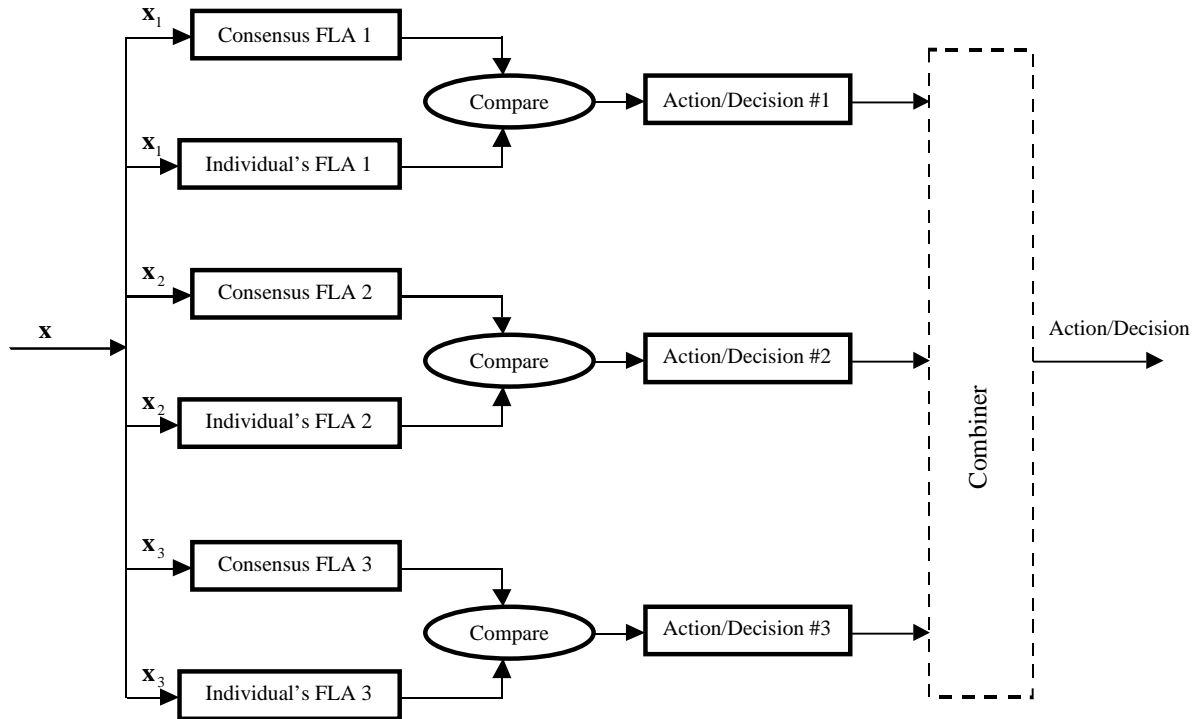 x₁
Consensus FLA 1
Compare
Action/Decision #1
x₁
Individual’s FLA 1
x₂
Consensus FLA 2
x
Compare
Action/Decision #2
Action/Decision
x₂
Individual’s FLA 2
Combiner
x₃
Consensus FLA 3
Compare
Action/Decision #3
x₃
Individual’s FLA 3